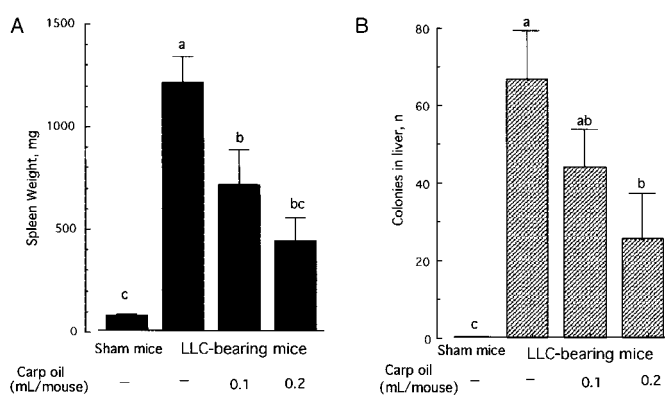 A
Spleen Weight, mg
1500
1000
500
0
a
b
bc
c
Sham mice
LLC-bearing mice
Carp oil
(mL/mouse)
– – 0.1 0.2
B
Colonies in liver, n
80
60
40
20
0
a
ab
b
c
Sham mice
LLC-bearing mice
Carp oil
(mL/mouse)
– – 0.1 0.2